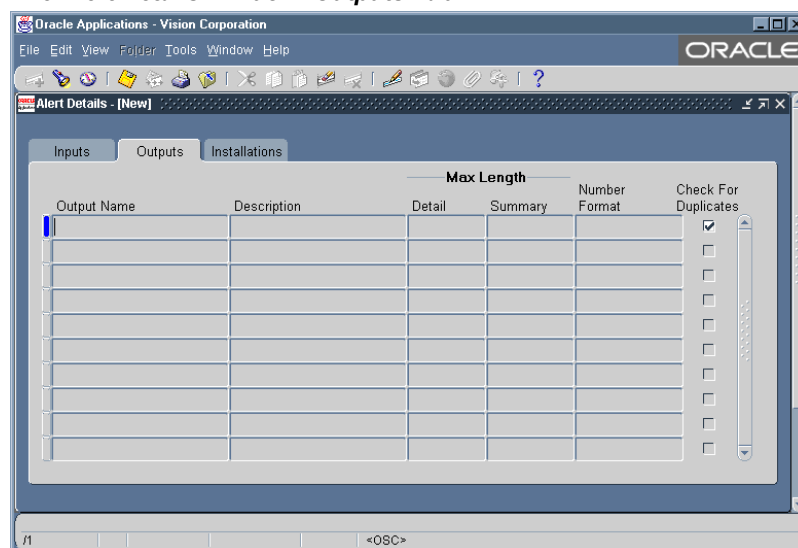 Oracle Applications - Vision Corporation
File Edit View Folder Tools Window Help
ORACLE
?
Alert Details - [New]
Inputs Outputs Installations
Max Length
Number Check For
Output Name Description Detail Summary Format Duplicates
/1 <OSC>